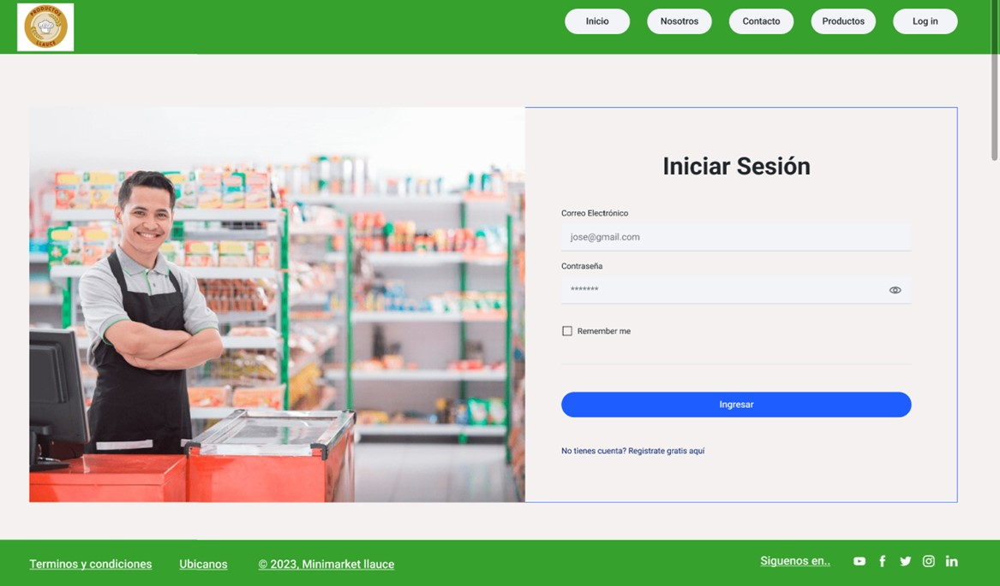 PRODUCTOS
LLAUCE
Inicio
Nosotros
Contacto
Productos
Log in
Iniciar Sesión
Correo Electrónico
jose@gmail.com
Contraseña
*******
Remember me
Ingresar
No tienes cuenta? Registrate gratis aquí
Terminos y condiciones
Ubicanos
© 2023, Minimarket llauce
Siguenos en..